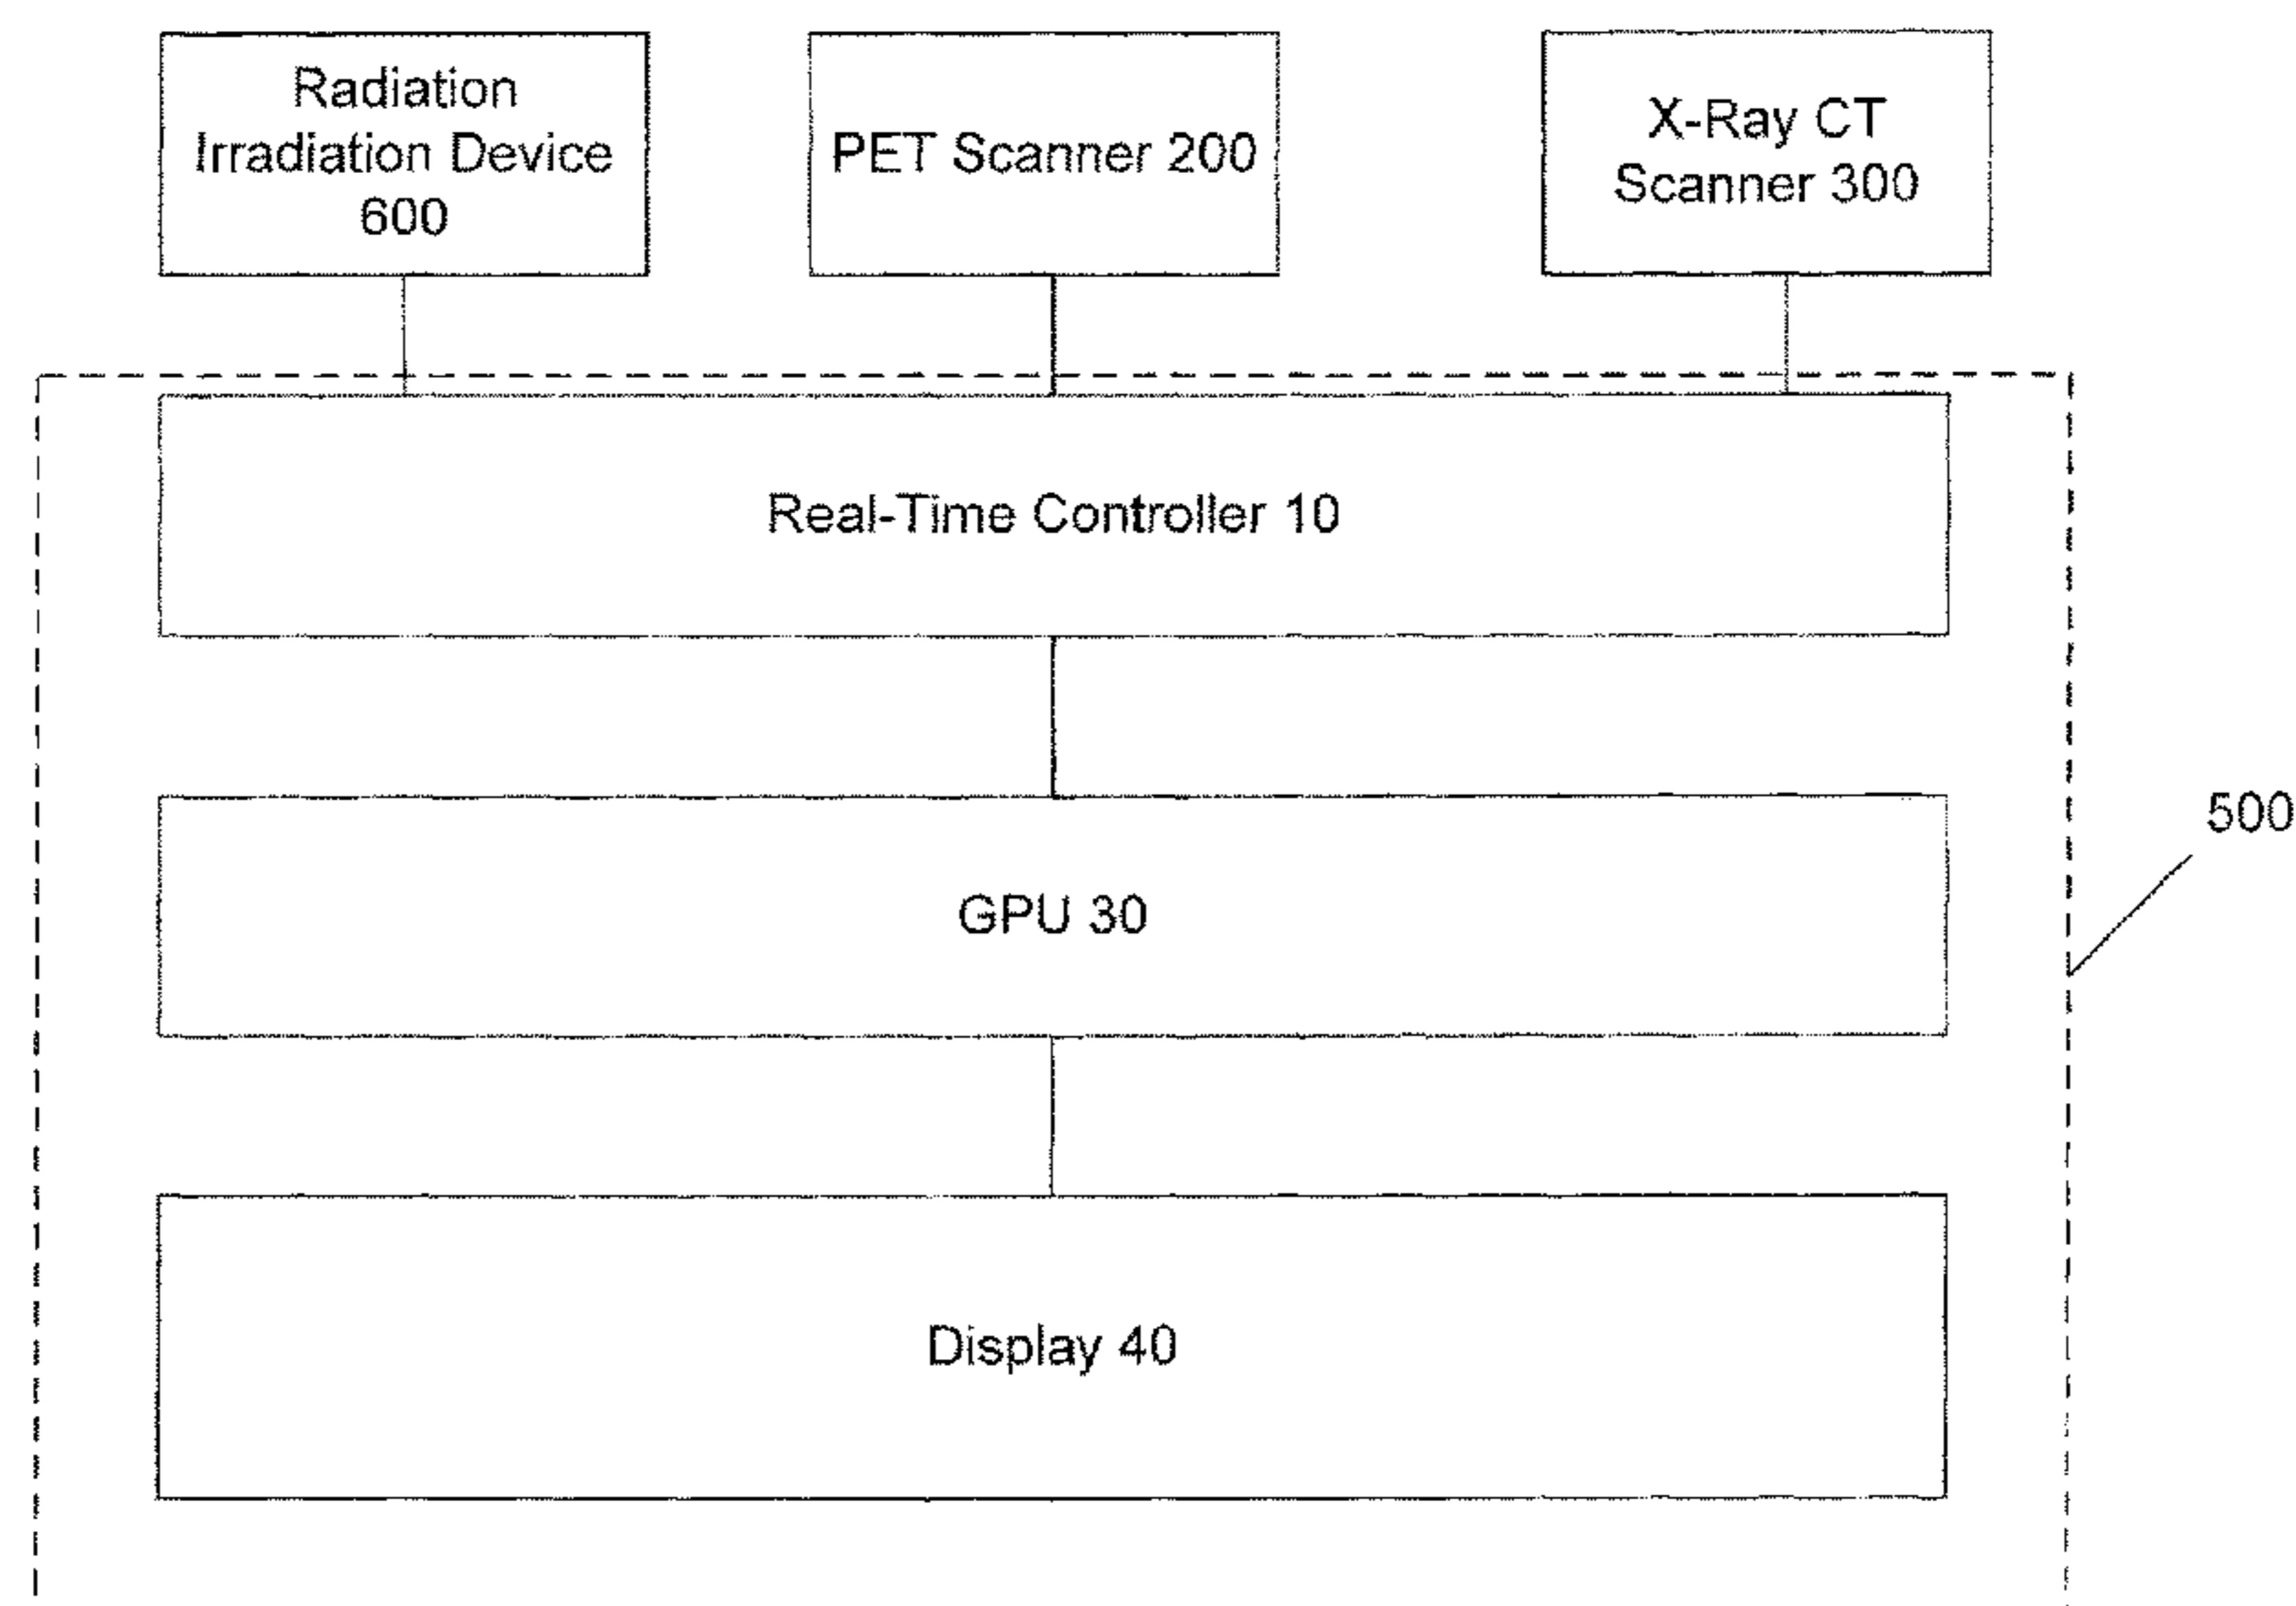 Radiation
Irradiation Device
600
PET Scanner 200
X-Ray CT
Scanner 300
Real-Time Controller 10
GPU 30
500
Display 40